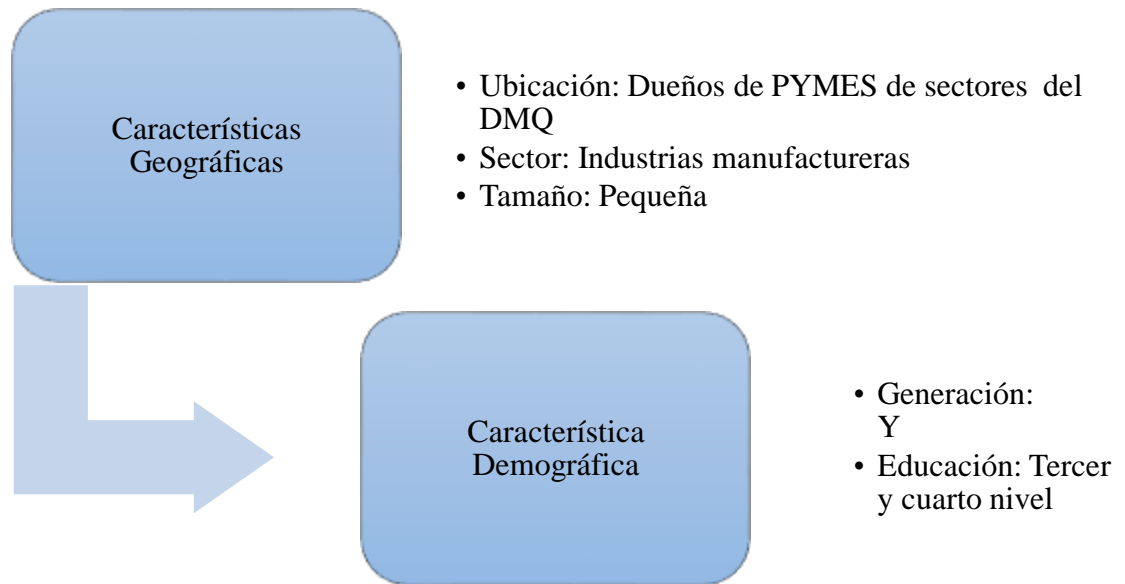 Característícas
Geográficas
• Ubicación: Dueños de PYMES de sectores del
DMQ
• Sector: Industrias manufactureras
• Tamaño: Pequeña
Característica
Demográfica
• Generación:
Y
• Educación: Tercer
y cuarto nivel